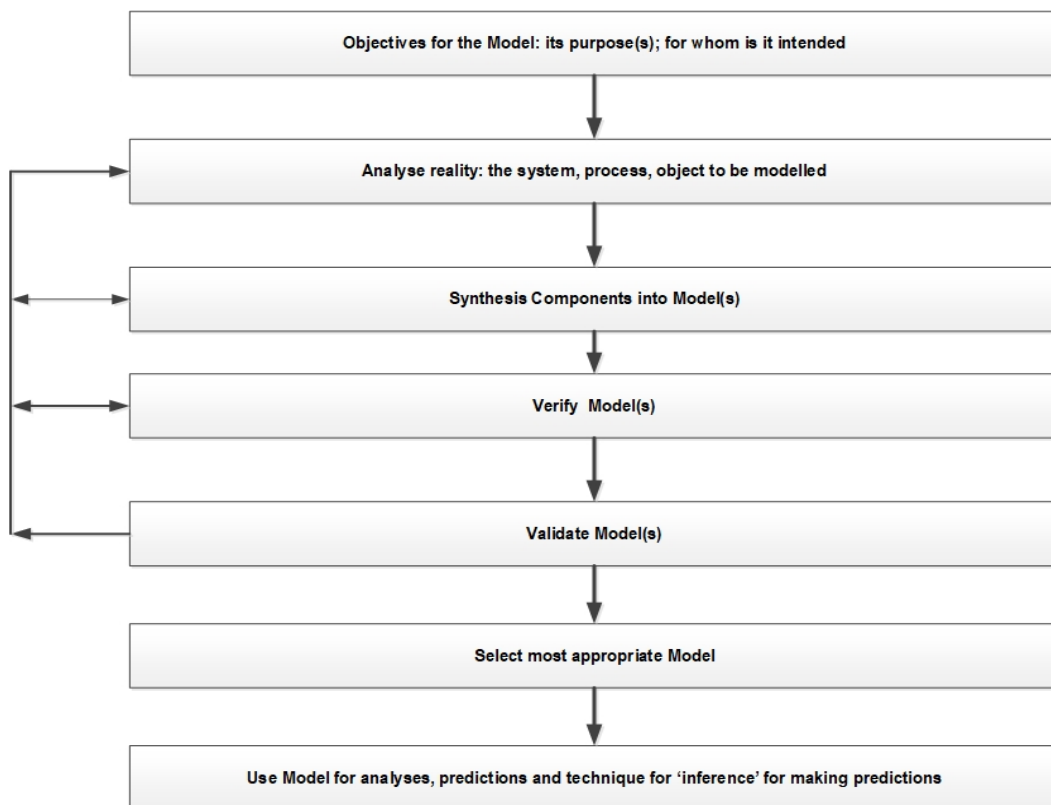 Objectives for the Model: its purpose(s); for whom is it intended
Analyse reality: the system, process, object to be modelled
Synthesis Components into Model(s)
Verify Model(s)
Validate Model(s)
Select most appropriate Model
Use Model for analyses, predictions and technique for ‘inference’ for making predictions